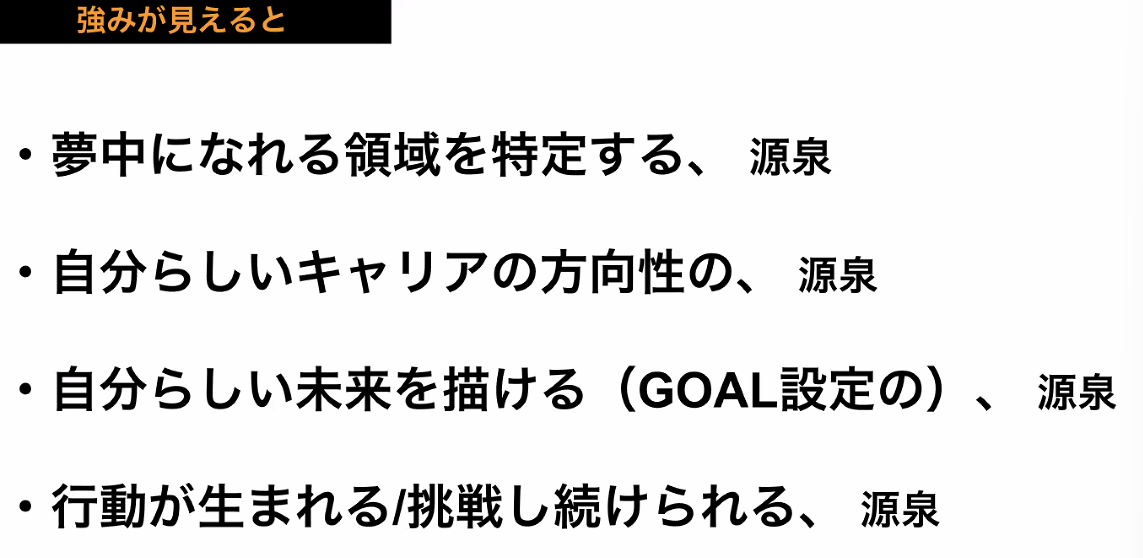 強みが見えると
・夢中になれる領域を特定する、 源泉
・自分らしいキャリアの方向性の、 源泉
・自分らしい未来を描ける（GOAL設定の）、 源泉
・行動が生まれる/挑戦し続けられる、 源泉